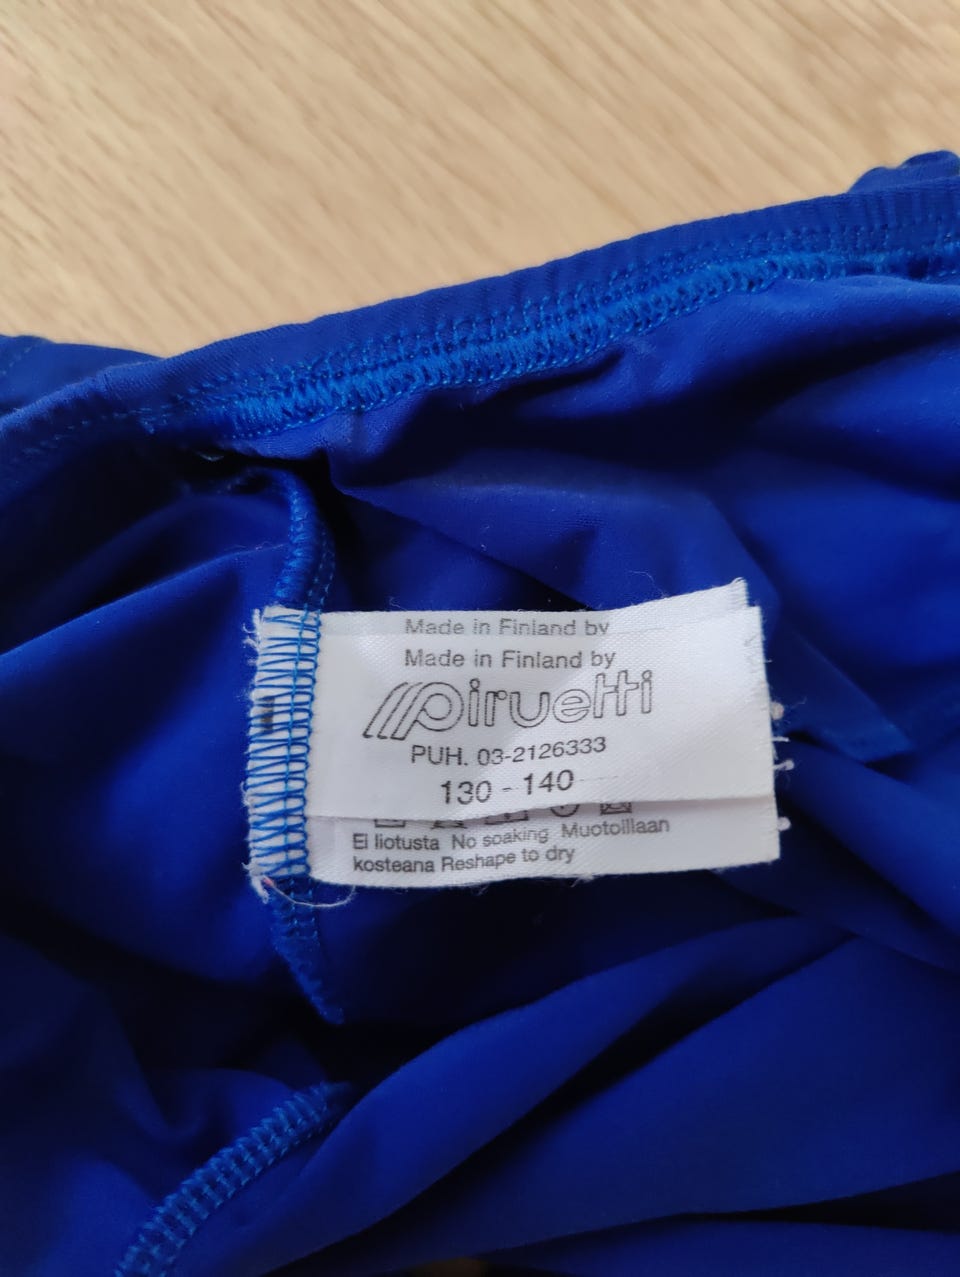 Made in Finland by
Made in Finland by
piruetti
PUH. 03-2126333
130 - 140
Ei liotusta No soaking Muotoillaan
kosteana Reshape to dry